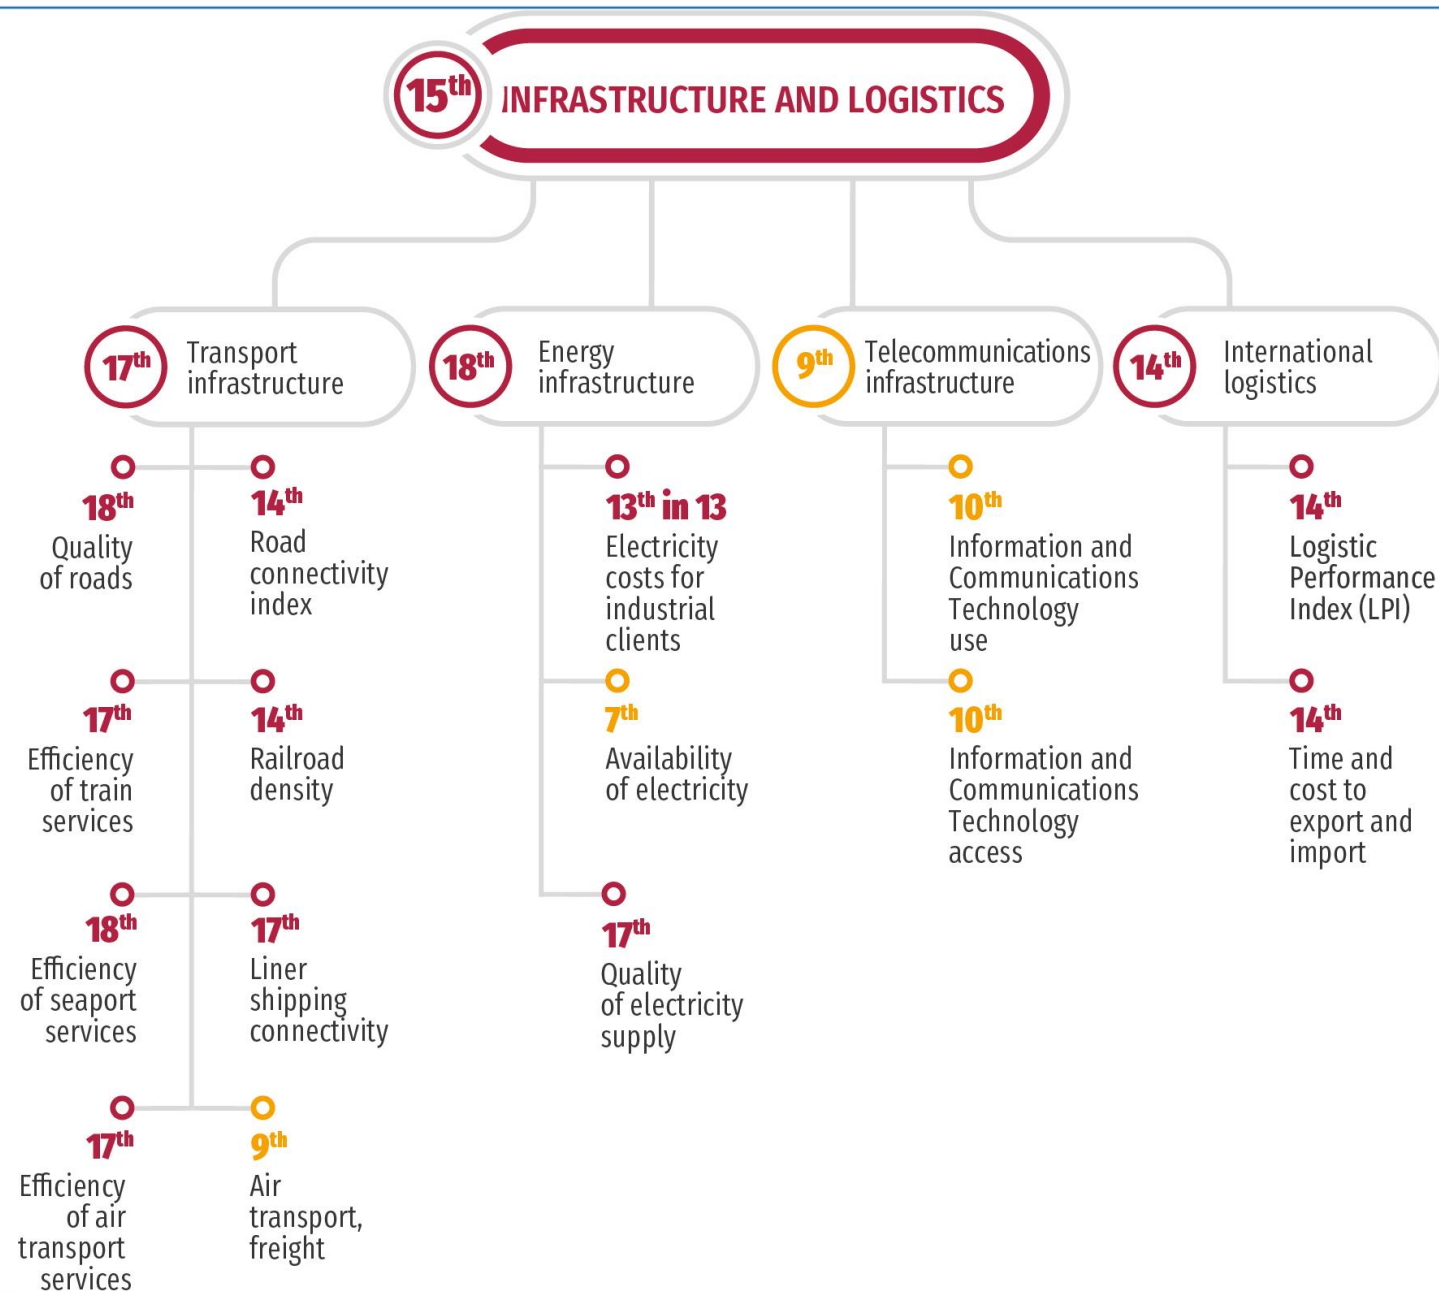 15th INFRASTRUCTURE AND LOGISTICS
17th
Transport
infrastructure
18th
Quality
of roads
14th
Road
connectivity
index
17th
Efficiency
of train
services
14th
Railroad
density
18th
Efficiency
of seaport
services
17th
Liner
shipping
connectivity
17th
Efficiency
of air
transport
services
9th
Air
transport,
freight
18th
Energy
infrastructure
13th in 13
Electricity
costs for
industrial
clients
7th
Availability
of electricity
17th
Quality
of electricity
supply
9th
Telecommunications
infrastructure
10th
Information and
Communications
Technology
use
10th
Information and
Communications
Technology
access
14th
International
logistics
14th
Logistic
Performance
Index (LPI)
14th
Time and
cost to
export and
import